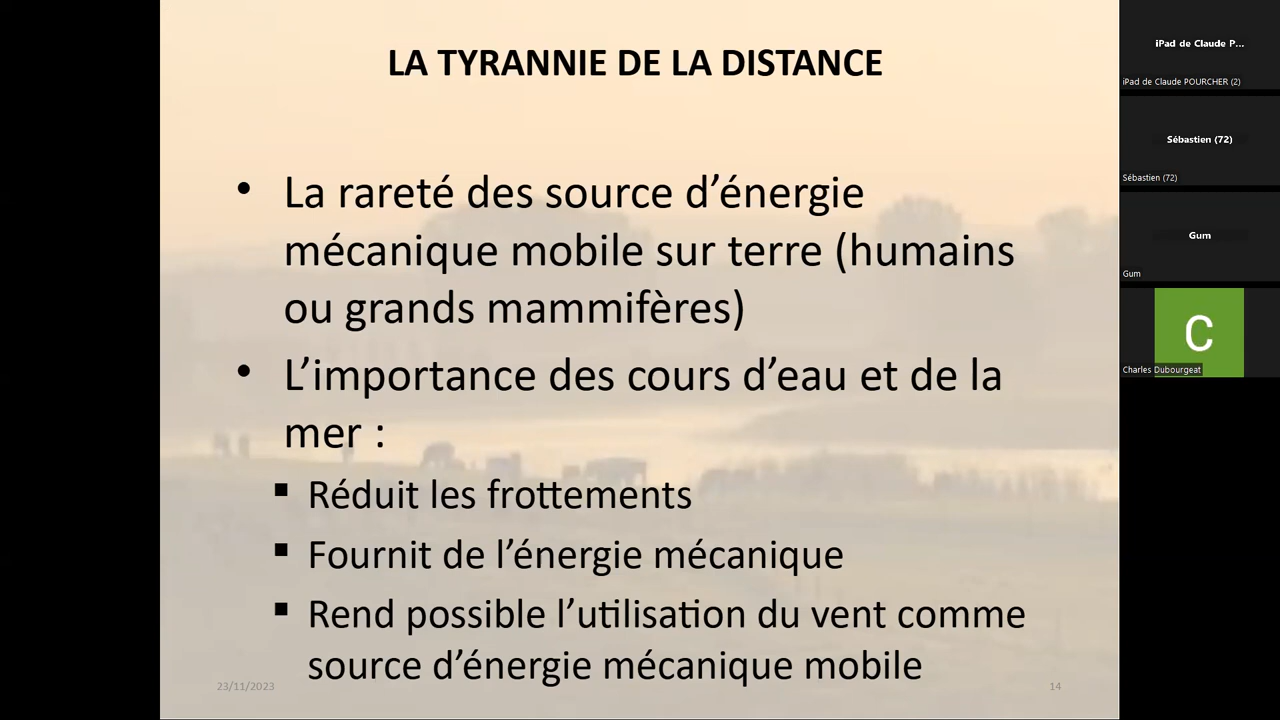 LA TYRANNIE DE LA DISTANCE
• La rareté des source d’énergie
mécanique mobile sur terre (humains
ou grands mammifères)
• L’importance des cours d’eau et de la
mer :
▪ Réduit les frottements
▪ Fournit de l’énergie mécanique
▪ Rend possible l’utilisation du vent comme
source d’énergie mécanique mobile
23/11/2023
14
iPad de Claude P...
iPad de Claude POURCHER (2)
Sébastien (72)
Sébastien (72)
Gum
Gum
C
Charles Dubourgeat